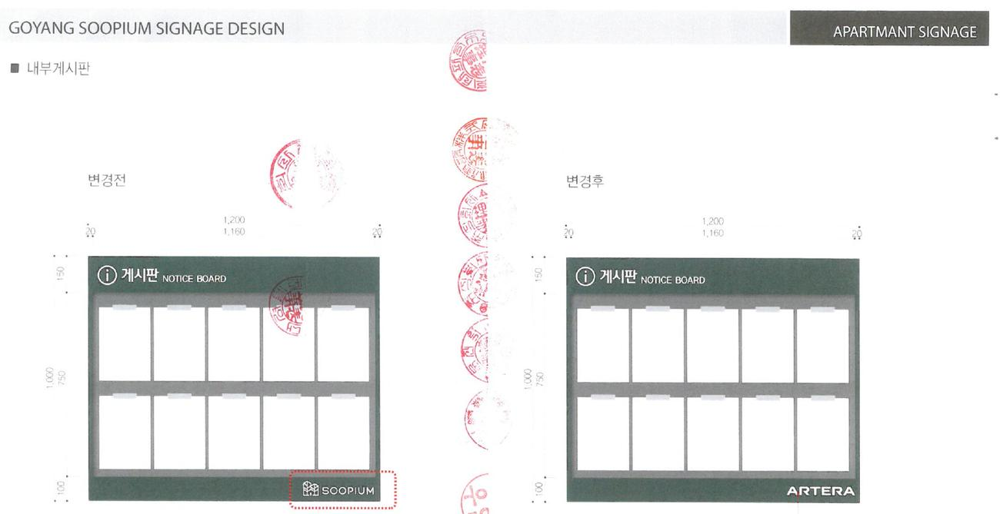 GOYANG SOOPIUM SIGNAGE DESIGN
APARTMANT SIGNAGE
■ 내부게시판
변경전
변경후
1,200
20 1,160 20
1,200
20 1,160 20
150
1,000
750
100
i 게시판 NOTICE BOARD
SOOPIUM
150
1,000
750
100
i 게시판 NOTICE BOARD
ARTERA